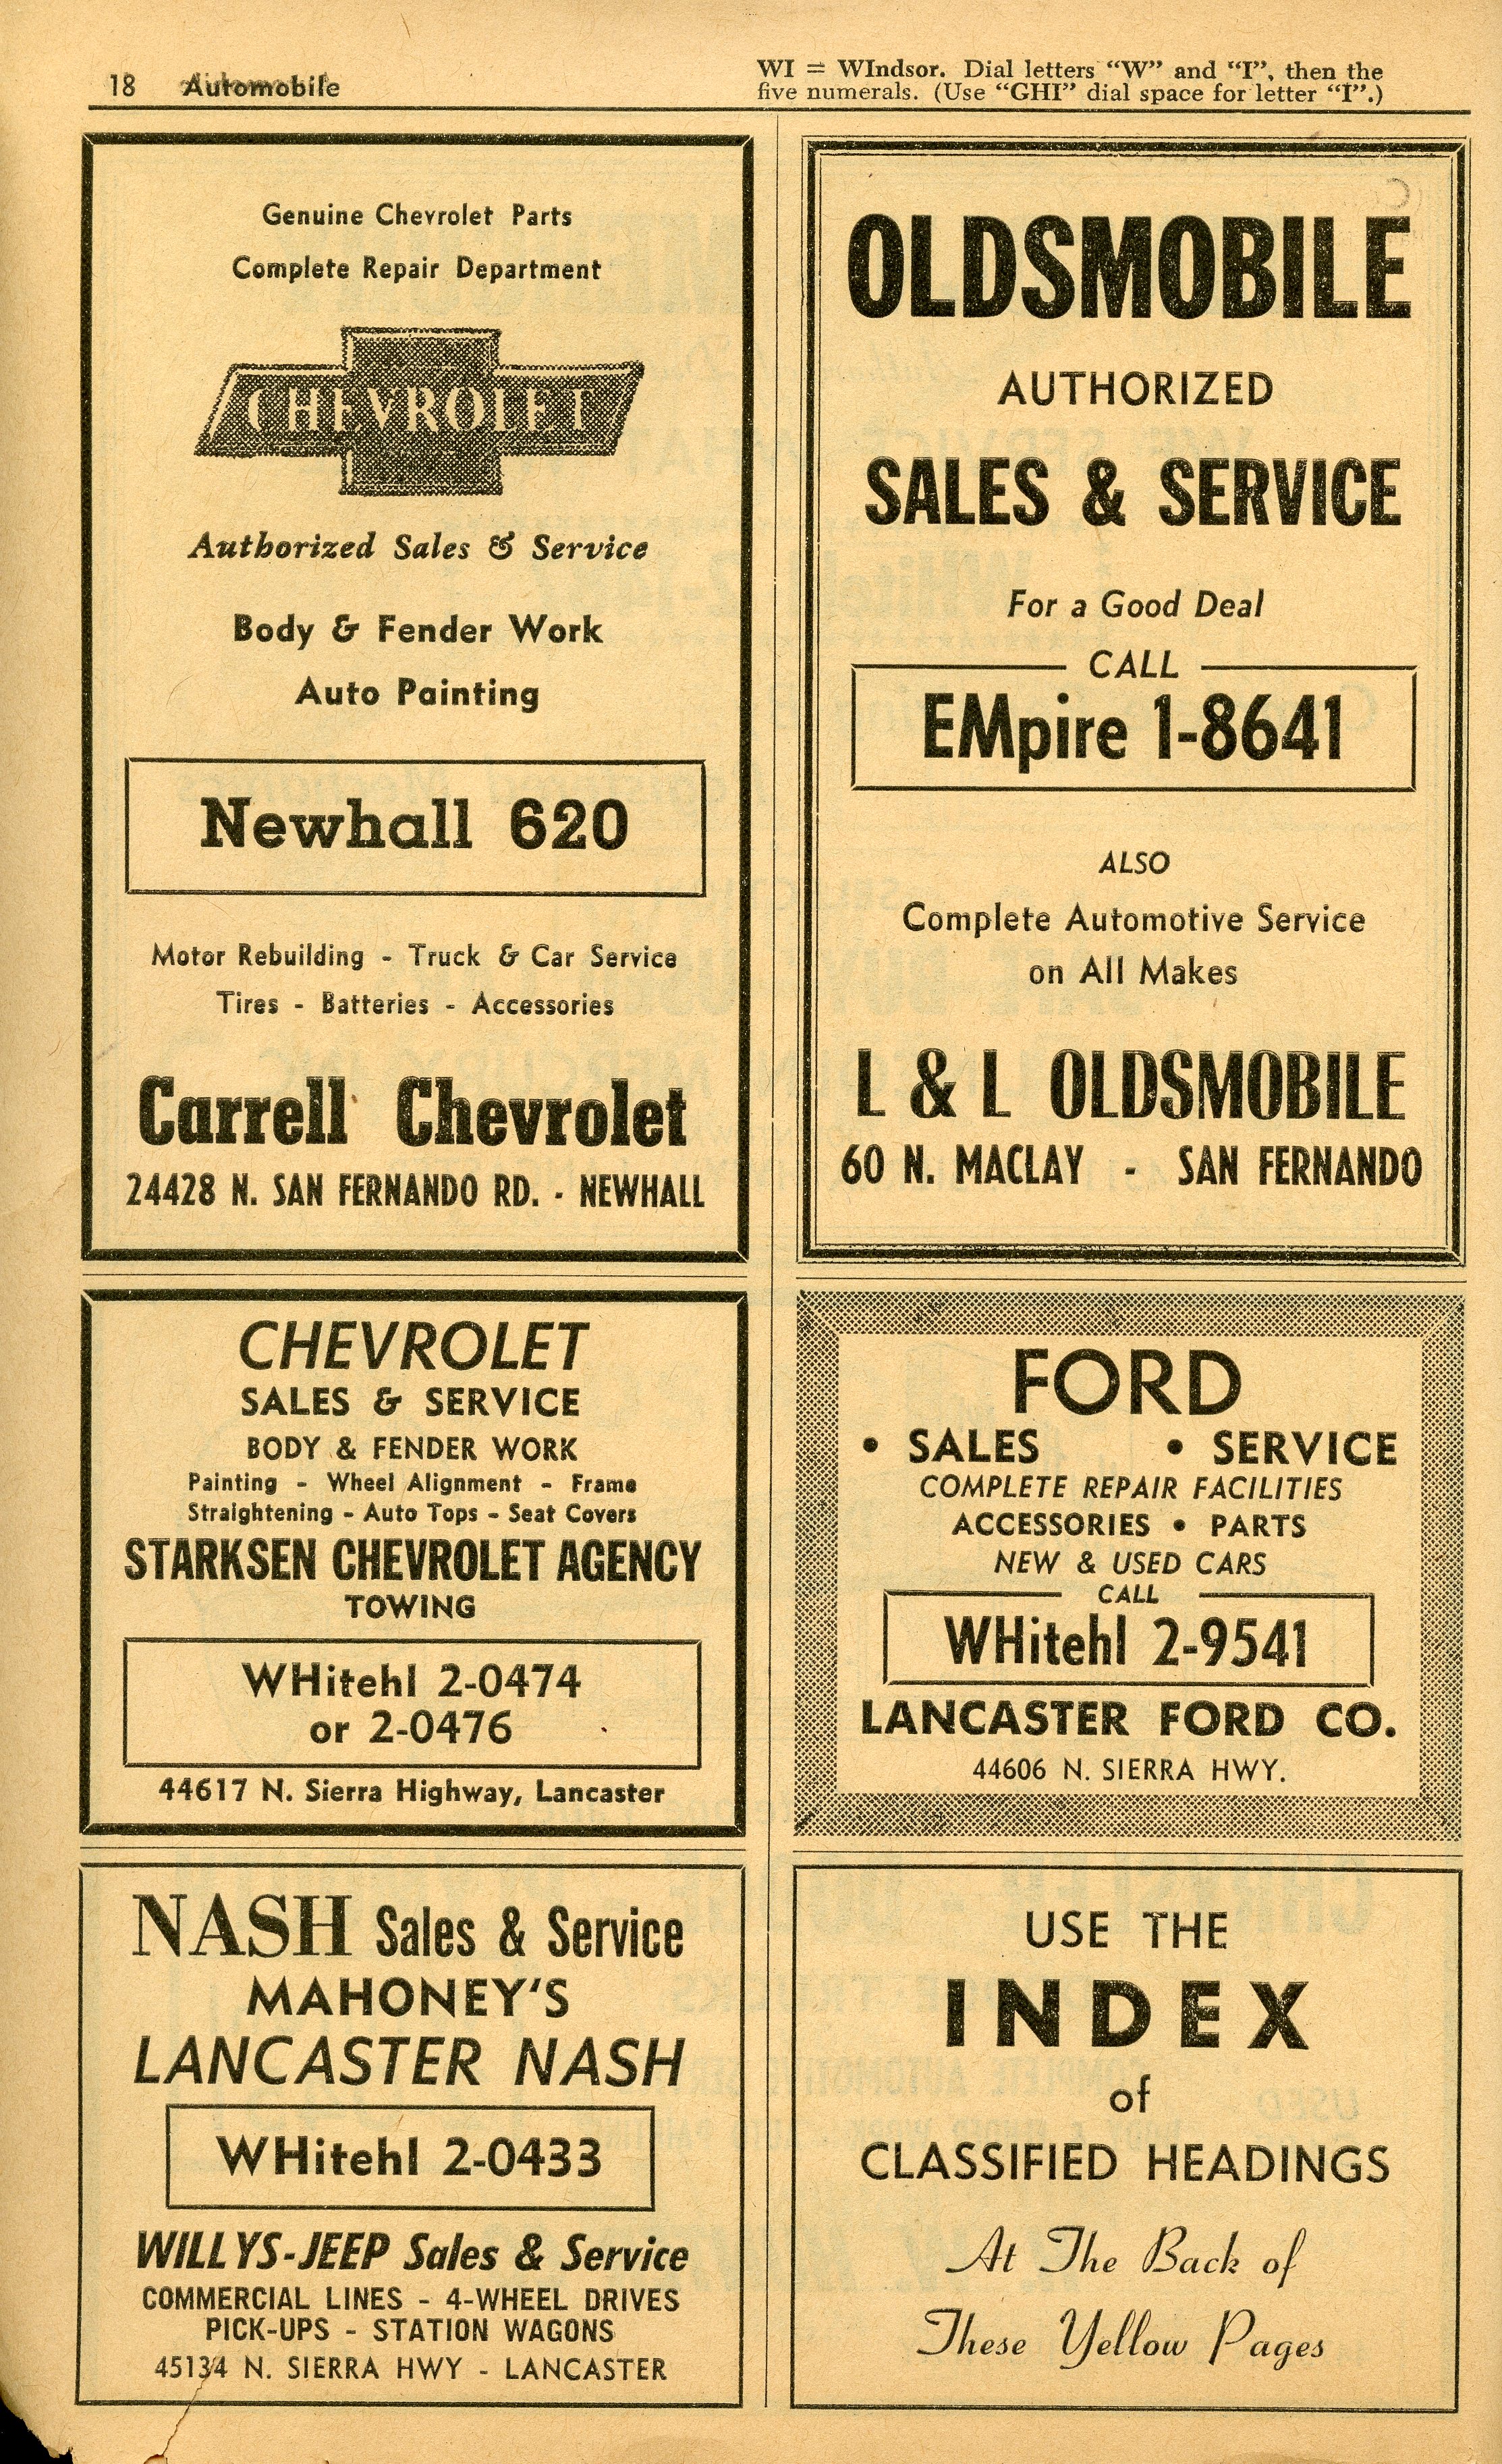 18 Automobile
WI = WIndsor. Dial letters "W" and "I", then the
five numerals. (Use "GHI" dial space for letter "I".)
Genuine Chevrolet Parts
Complete Repair Department
CHEVROLET
Authorized Sales & Service
Body & Fender Work
Auto Painting
Newhall 620
Motor Rebuilding - Truck & Car Service
Tires - Batteries - Accessories
Carrell Chevrolet
24428 N. SAN FERNANDO RD. - NEWHALL
CHEVROLET
SALES & SERVICE
BODY & FENDER WORK
Painting - Wheel Alignment - Frame
Straightening - Auto Tops - Seat Covers
STARKSEN CHEVROLET AGENCY
TOWING
WHitehl 2-0474
or 2-0476
44617 N. Sierra Highway, Lancaster
NASH Sales & Service
MAHONEY'S
LANCASTER NASH
WHitehl 2-0433
WILLYS-JEEP Sales & Service
COMMERCIAL LINES - 4-WHEEL DRIVES
PICK-UPS - STATION WAGONS
45134 N. SIERRA HWY - LANCASTER
OLDSMOBILE
AUTHORIZED
SALES & SERVICE
For a Good Deal
CALL
EMpire 1-8641
ALSO
Complete Automotive Service
on All Makes
L & L OLDSMOBILE
60 N. MACLAY - SAN FERNANDO
FORD
• SALES • SERVICE
COMPLETE REPAIR FACILITIES
ACCESSORIES • PARTS
NEW & USED CARS
CALL
WHitehl 2-9541
LANCASTER FORD CO.
44606 N. SIERRA HWY.
USE THE
INDEX
of
CLASSIFIED HEADINGS
At The Back of
These Yellow Pages